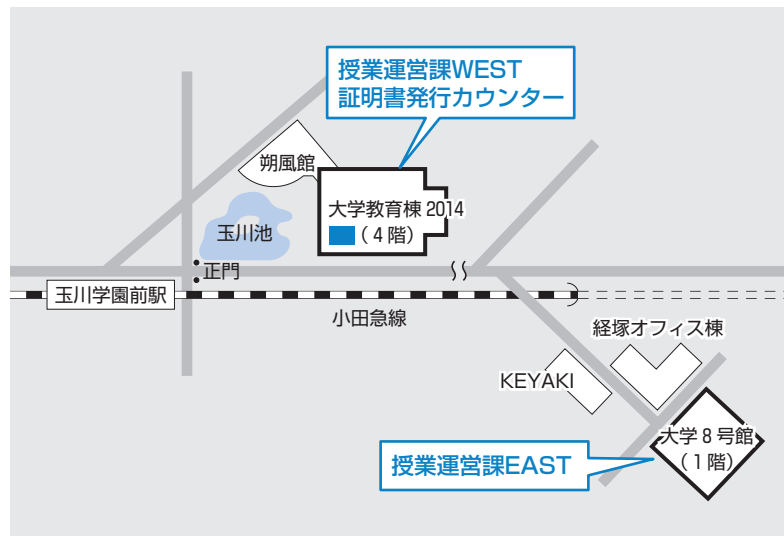 授業運営課WEST
証明書発行カウンター
朔風館
大学教育棟 2014
(4階)
玉川池
正門
玉川学園前駅
小田急線
経塚オフィス棟
KEYAKI
大学 8 号館
(1階)
授業運営課EAST